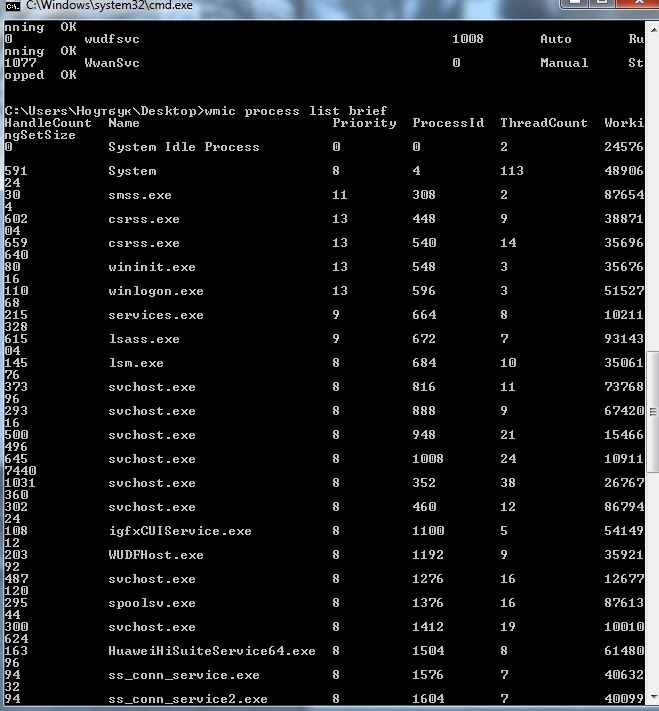 C:\Windows\system32\cmd.exe
nning  OK
0         wudfsvc                                       1008       Auto       Ru
nning  OK
1077      WwanSvc                                       0          Manual     St
opped  OK
C:\Users\Ноутбук\Desktop>wmic process list brief
HandleCount  Name                        Priority  ProcessId  ThreadCount  Worki
ngSetSize
0            System Idle Process         0         0          2            24576
591          System                      8         4          113          48906
24
30           smss.exe                    11        308        2            87654
4
602          csrss.exe                   13        448        9            38871
04
659          csrss.exe                   13        540        14           35696
640
80           wininit.exe                 13        548        3            35676
16
110          winlogon.exe                13        596        3            51527
68
215          services.exe                9         664        8            10211
328
615          lsass.exe                   9         672        7            93143
04
145          lsm.exe                     8         684        10           35061
76
373          svchost.exe                 8         816        11           73768
96
293          svchost.exe                 8         888        9            67420
16
500          svchost.exe                 8         948        21           15466
496
645          svchost.exe                 8         1008       24           10911
7440
1031         svchost.exe                 8         352        38           26767
360
302          svchost.exe                 8         460        12           86794
24
108          igfxCUIService.exe          8         1100       5            54149
12
203          WUDFHost.exe                8         1192       9            35921
92
487          svchost.exe                 8         1276       16           12677
120
295          spoolsv.exe                 8         1376       16           87613
44
300          svchost.exe                 8         1412       19           10010
624
163          HuaweiHiSuiteService64.exe  8         1504       8            61480
96
94           ss_conn_service.exe         8         1576       7            40632
32
94           ss_conn_service2.exe        8         1604       7            40099